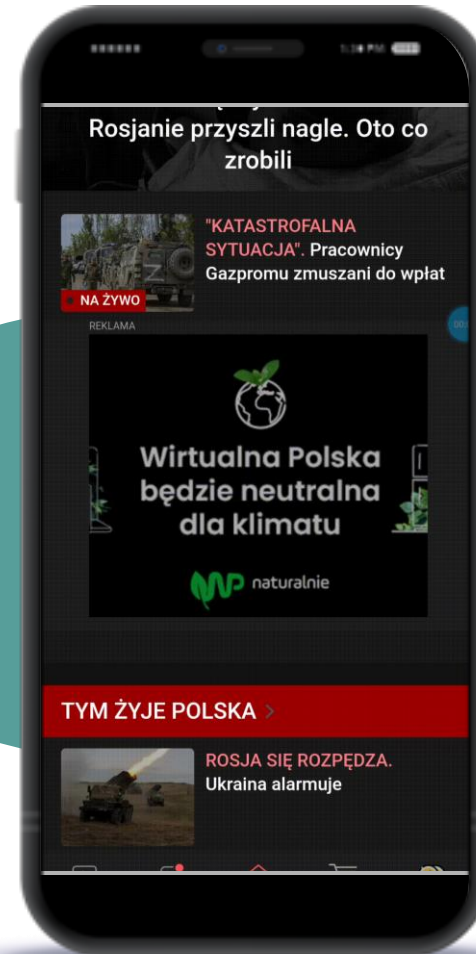 Rosjanie przyszli nagle. Oto co
zrobili
"KATASTROFALNA
SYTUACJA". Pracownicy
Gazpromu zmuszani do wpłat
NA ŻYWO
REKLAMA
Wirtualna Polska
będzie neutralna
dla klimatu
WP naturalnie
TYM ŻYJE POLSKA >
ROSJA SIĘ ROZPĘDZA.
Ukraina alarmuje